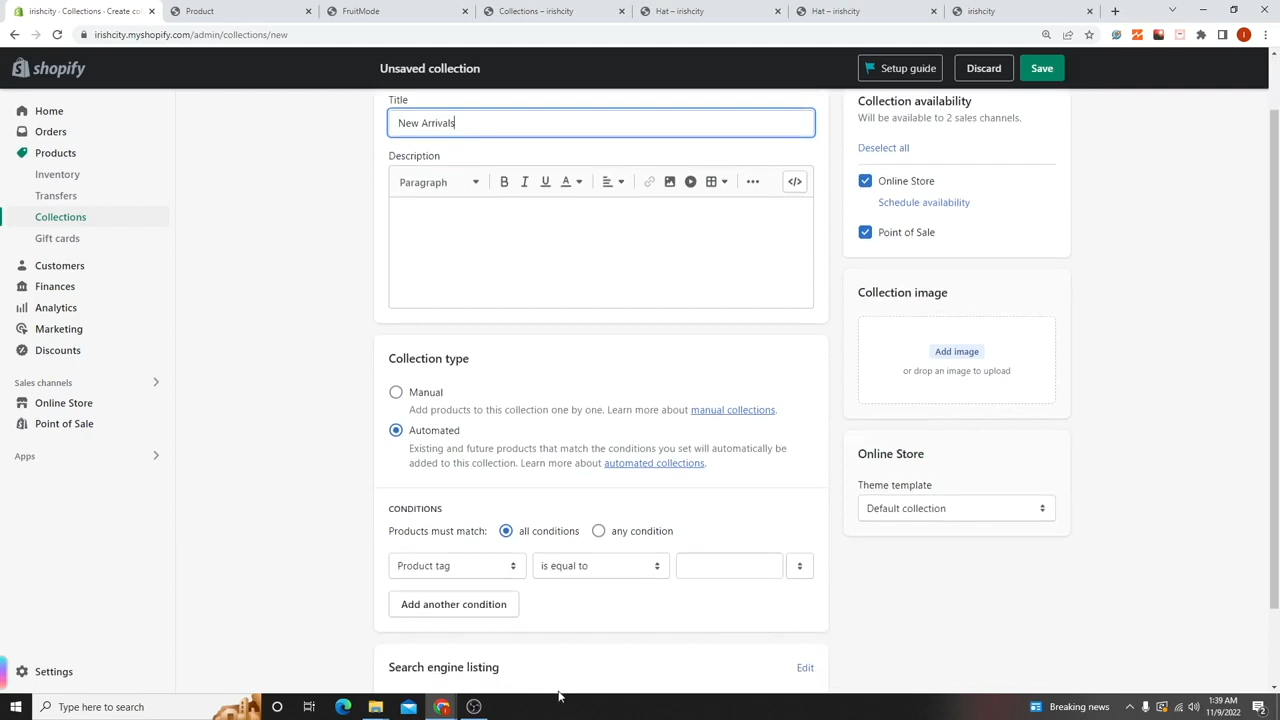 irishcity · Collections · Create c
Product
FruitMode
Collections – irishcity
Hat – irishcity
Hat – irishcity
irishcity
irishcity.myshopify.com/admin/collections/new
shopify
Unsaved collection
Setup guide
Discard
Save
Home
Orders
Products
Inventory
Transfers
Collections
Gift cards
Customers
Finances
Analytics
Marketing
Discounts
Sales channels
Online Store
Point of Sale
Apps
Settings
Title
New Arrivals
Description
Paragraph
B I U A
Collection type
Manual
Add products to this collection one by one. Learn more about manual collections.
Automated
Existing and future products that match the conditions you set will automatically be
added to this collection. Learn more about automated collections.
CONDITIONS
Products must match: all conditions any condition
Product tag is equal to
Add another condition
Search engine listing Edit
Collection availability
Will be available to 2 sales channels.
Deselect all
Online Store
Schedule availability
Point of Sale
Collection image
Add image
or drop an image to upload
Online Store
Theme template
Default collection
Type here to search
Breaking news
1:39 AM
11/9/2022